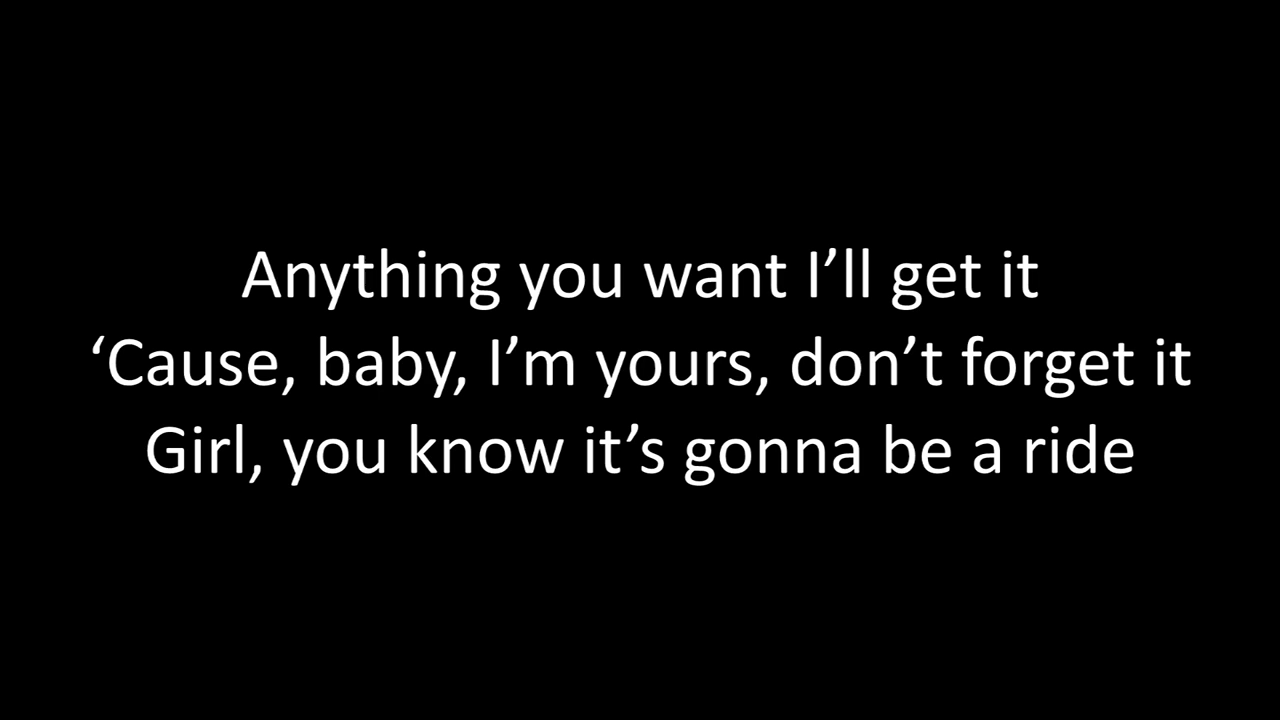 Anything you want I’ll get it
‘Cause, baby, I’m yours, don’t forget it
Girl, you know it’s gonna be a ride